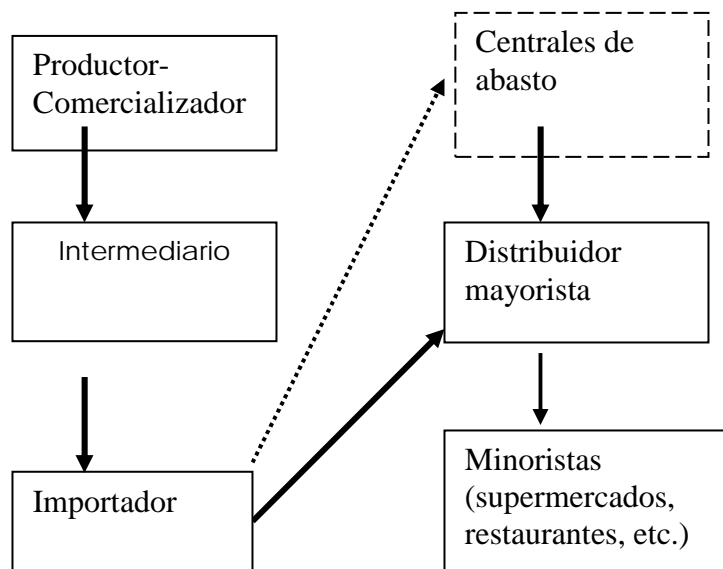 Productor-
Comercializador
Intermediario
Importador
Centrales de
abasto
Distribuidor
mayorista
Minoristas
(supermercados,
restaurantes, etc.)